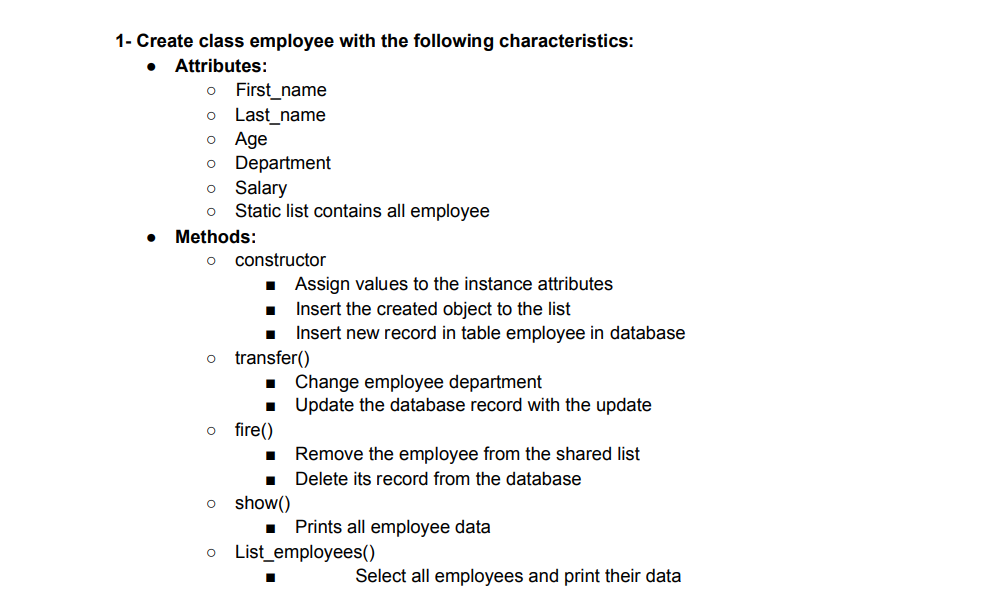 1- Create class employee with the following characteristics:
● Attributes:
○ First_name
○ Last_name
○ Age
○ Department
○ Salary
○ Static list contains all employee
● Methods:
○ constructor
■ Assign values to the instance attributes
■ Insert the created object to the list
■ Insert new record in table employee in database
○ transfer()
■ Change employee department
■ Update the database record with the update
○ fire()
■ Remove the employee from the shared list
■ Delete its record from the database
○ show()
■ Prints all employee data
○ List_employees()
■ Select all employees and print their data